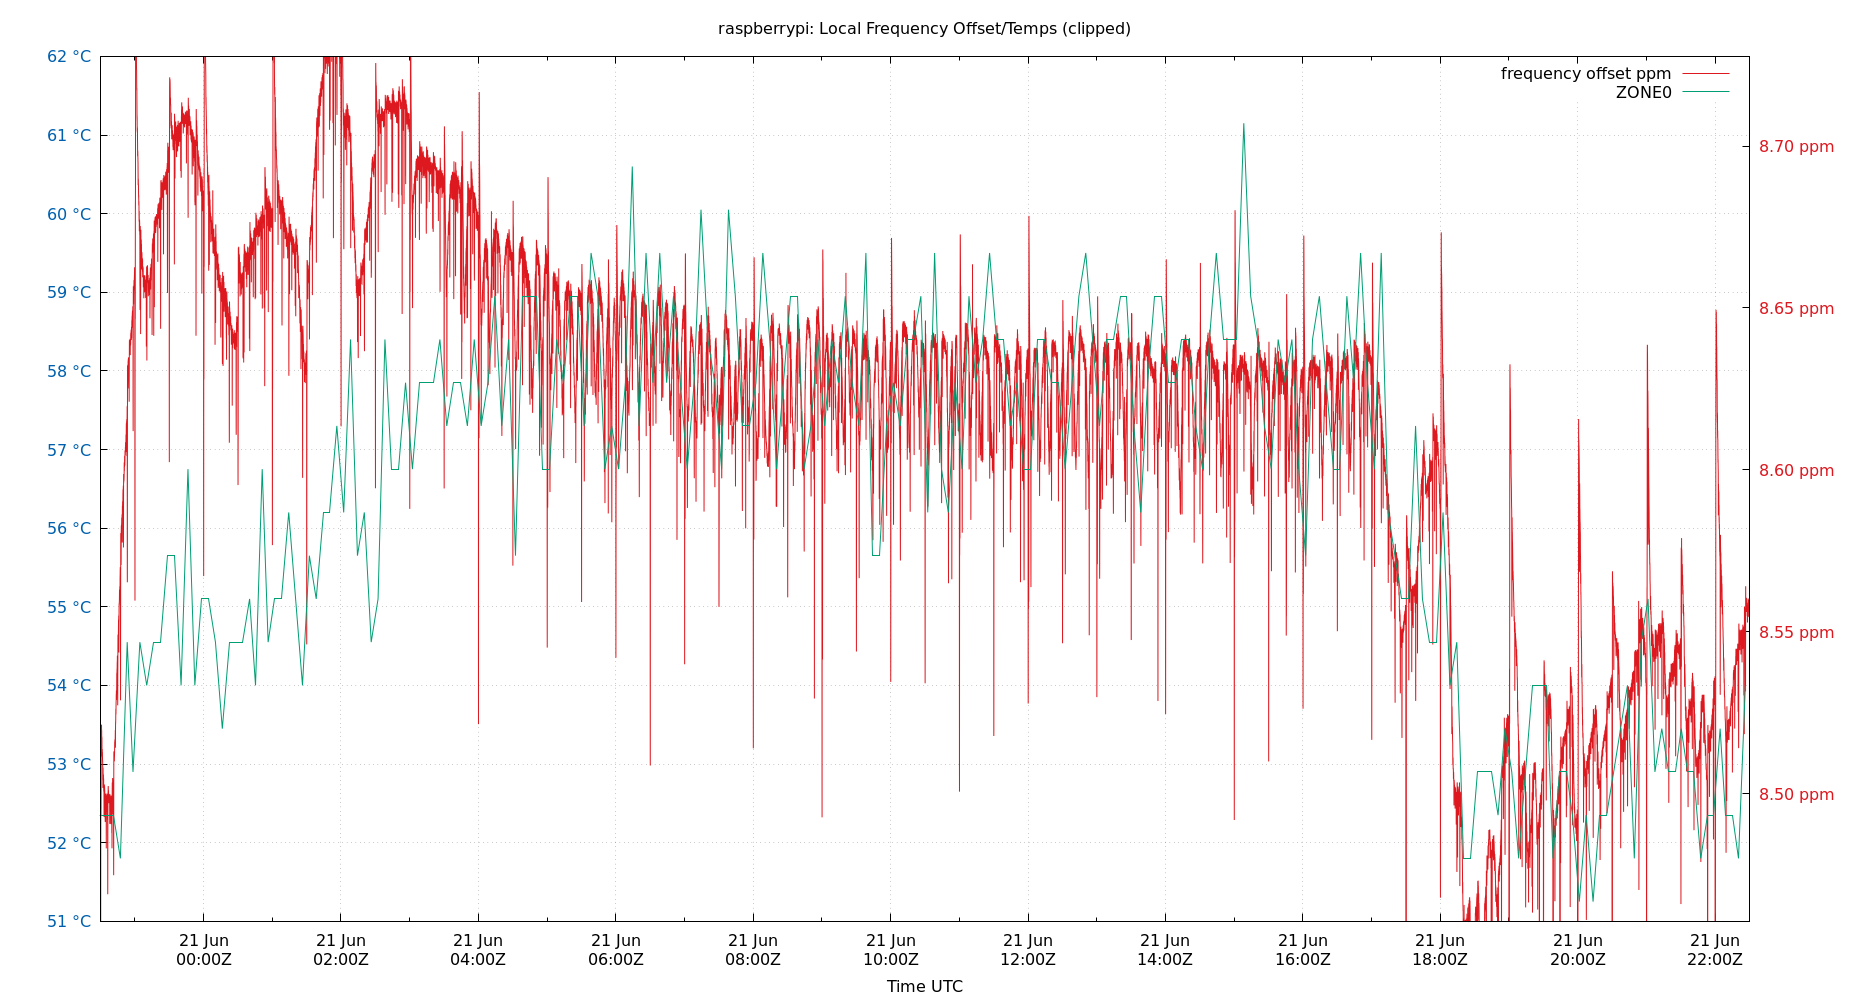 raspberrypi: Local Frequency Offset/Temps (clipped)
62 °C
61 °C
60 °C
59 °C
58 °C
57 °C
56 °C
55 °C
54 °C
53 °C
52 °C
51 °C
frequency offset ppm
ZONE0
8.70 ppm
8.65 ppm
8.60 ppm
8.55 ppm
8.50 ppm
21 Jun
00:00Z
21 Jun
02:00Z
21 Jun
04:00Z
21 Jun
06:00Z
21 Jun
08:00Z
21 Jun
10:00Z
21 Jun
12:00Z
21 Jun
14:00Z
21 Jun
16:00Z
21 Jun
18:00Z
21 Jun
20:00Z
21 Jun
22:00Z
Time UTC